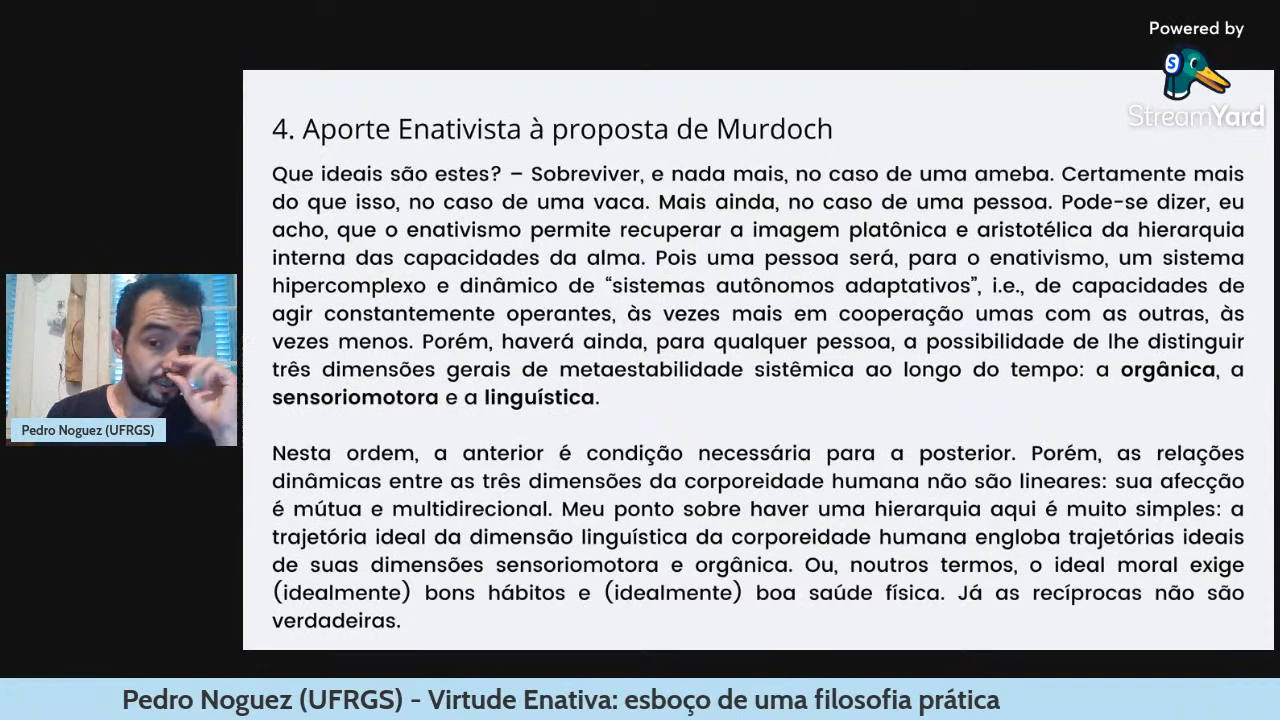 Powered by
S
StreamYard
4. Aporte Enativista à proposta de Murdoch
Que ideais são estes? – Sobreviver, e nada mais, no caso de uma ameba. Certamente mais
do que isso, no caso de uma vaca. Mais ainda, no caso de uma pessoa. Pode-se dizer, eu
acho, que o enativismo permite recuperar a imagem platônica e aristotélica da hierarquia
interna das capacidades da alma. Pois uma pessoa será, para o enativismo, um sistema
hipercomplexo e dinâmico de “sistemas autônomos adaptativos”, i.e., de capacidades de
agir constantemente operantes, às vezes mais em cooperação umas com as outras, às
vezes menos. Porém, haverá ainda, para qualquer pessoa, a possibilidade de lhe distinguir
três dimensões gerais de metaestabilidade sistêmica ao longo do tempo: a orgânica, a
sensoriomotora e a linguística.
Nesta ordem, a anterior é condição necessária para a posterior. Porém, as relações
dinâmicas entre as três dimensões da corporeidade humana não são lineares: sua afecção
é mútua e multidirecional. Meu ponto sobre haver uma hierarquia aqui é muito simples: a
trajetória ideal da dimensão linguística da corporeidade humana engloba trajetórias ideais
de suas dimensões sensoriomotora e orgânica. Ou, noutros termos, o ideal moral exige
(idealmente) bons hábitos e (idealmente) boa saúde física. Já as recíprocas não são
verdadeiras.
Pedro Noguez (UFRGS)
Pedro Noguez (UFRGS) - Virtude Enativa: esboço de uma filosofia prática